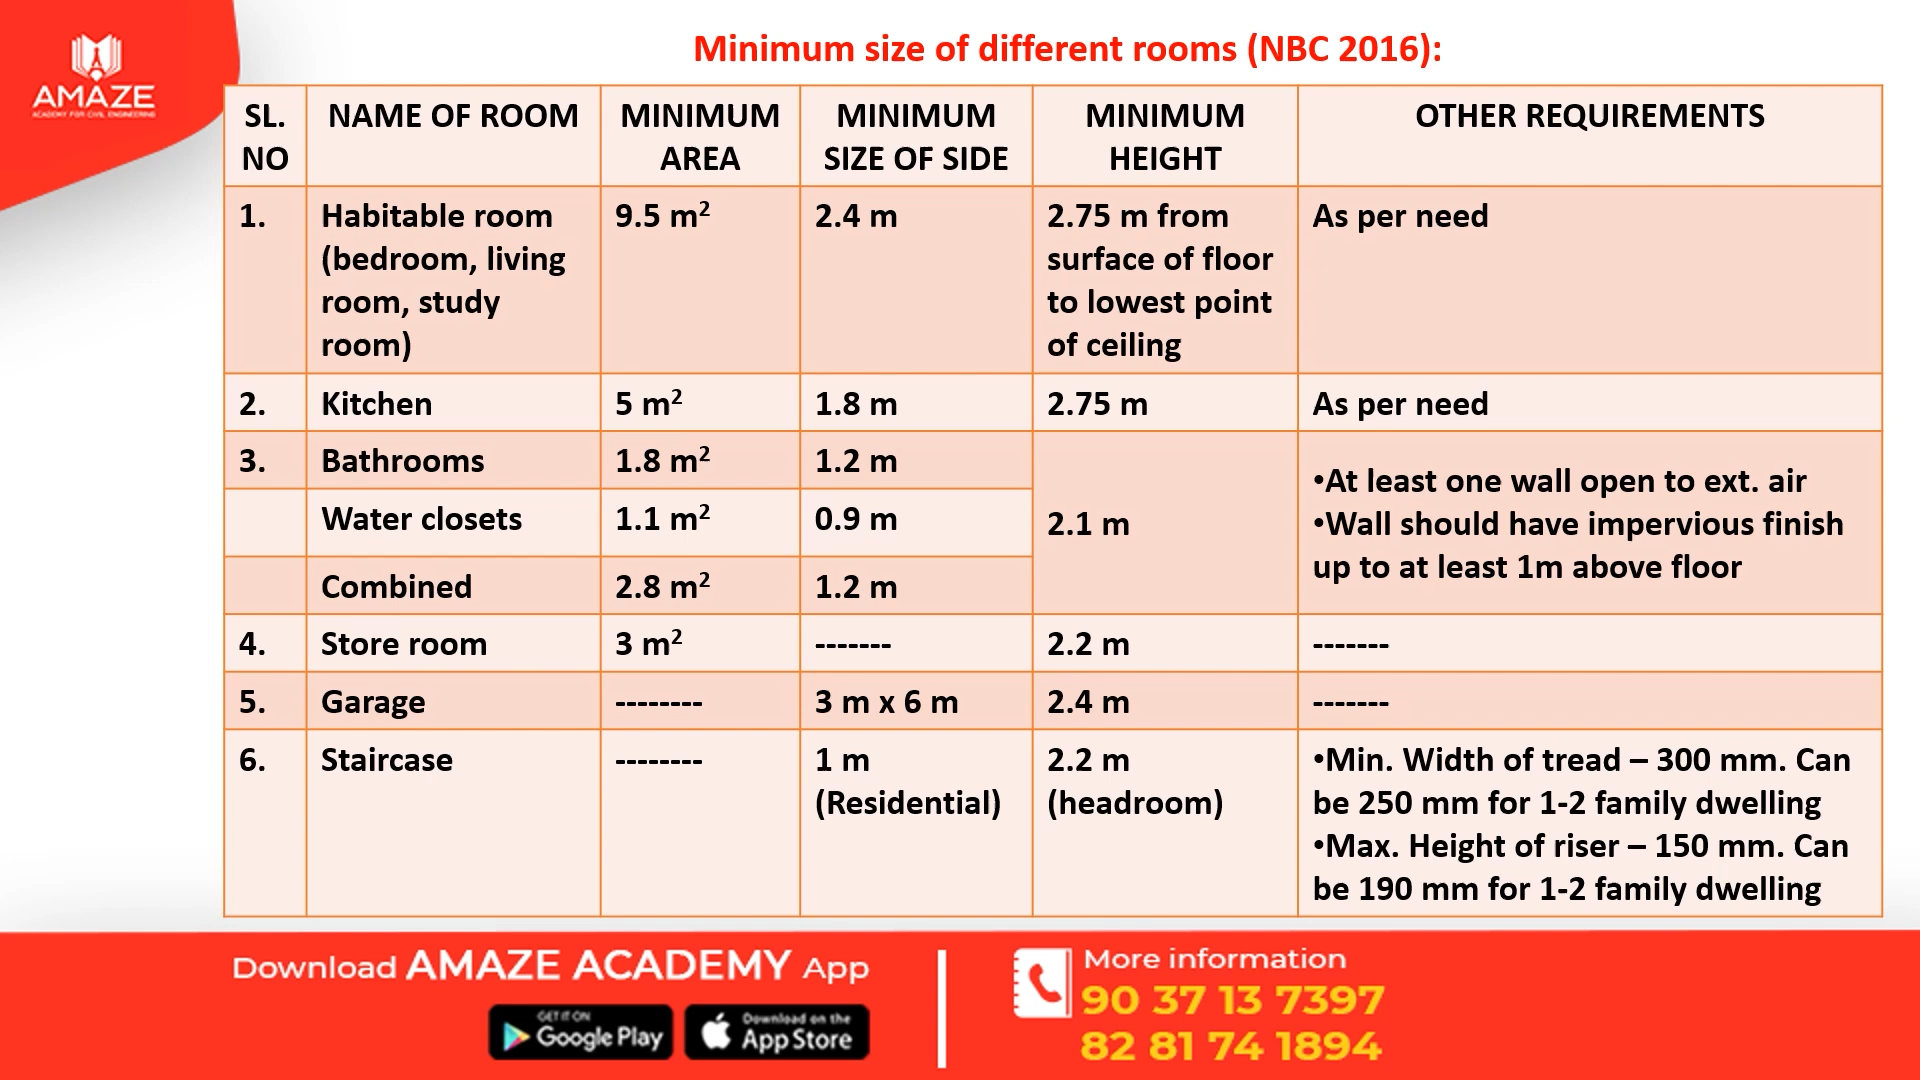 AMAZE
ACADEMY FOR CIVIL ENGINEERING
Minimum size of different rooms (NBC 2016):
SL. NO
NAME OF ROOM
MINIMUM AREA
MINIMUM SIZE OF SIDE
MINIMUM HEIGHT
OTHER REQUIREMENTS
1.
Habitable room
(bedroom, living
room, study
room)
9.5 m²
2.4 m
2.75 m from
surface of floor
to lowest point
of ceiling
As per need
2.
Kitchen
5 m²
1.8 m
2.75 m
As per need
3.
Bathrooms
1.8 m²
1.2 m
Water closets
1.1 m²
0.9 m
Combined
2.8 m²
1.2 m
2.1 m
•At least one wall open to ext. air
•Wall should have impervious finish
up to at least 1m above floor
4.
Store room
3 m²
-------
2.2 m
-------
5.
Garage
--------
3 m x 6 m
2.4 m
-------
6.
Staircase
--------
1 m
(Residential)
2.2 m
(headroom)
•Min. Width of tread – 300 mm. Can
be 250 mm for 1-2 family dwelling
•Max. Height of riser – 150 mm. Can
be 190 mm for 1-2 family dwelling
Download AMAZE ACADEMY App
GET IT ON
Google Play
Download on the
App Store
More information
90 37 13 7397
82 81 74 1894